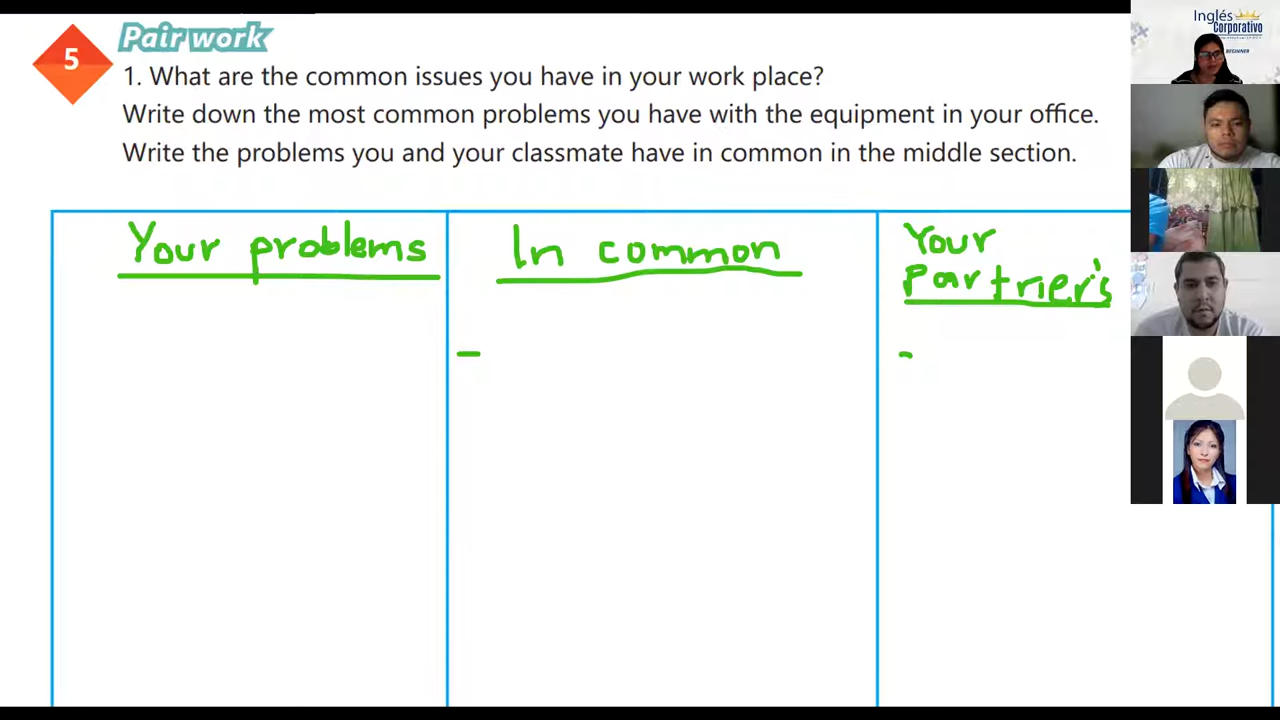 5
Pair work
1. What are the common issues you have in your work place?
Write down the most common problems you have with the equipment in your office.
Write the problems you and your classmate have in common in the middle section.
Your problems
In common
Your
Partrier's
-
-
Inglés
Corporativo
BEGINNER